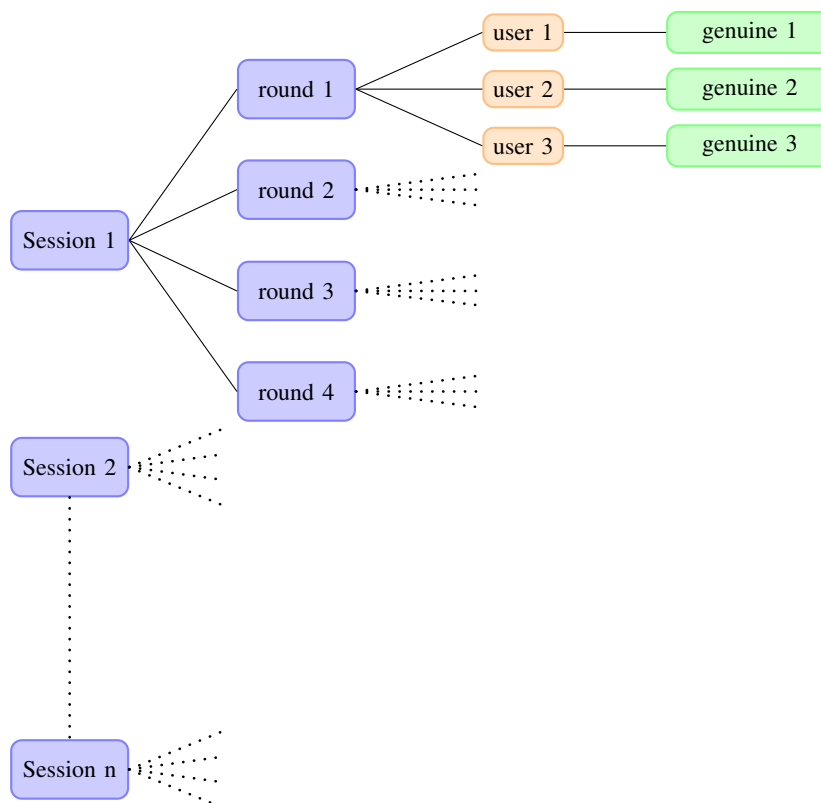 user 1
genuine 1
round 1
user 2
genuine 2
user 3
genuine 3
round 2
Session 1
round 3
round 4
Session 2
Session n